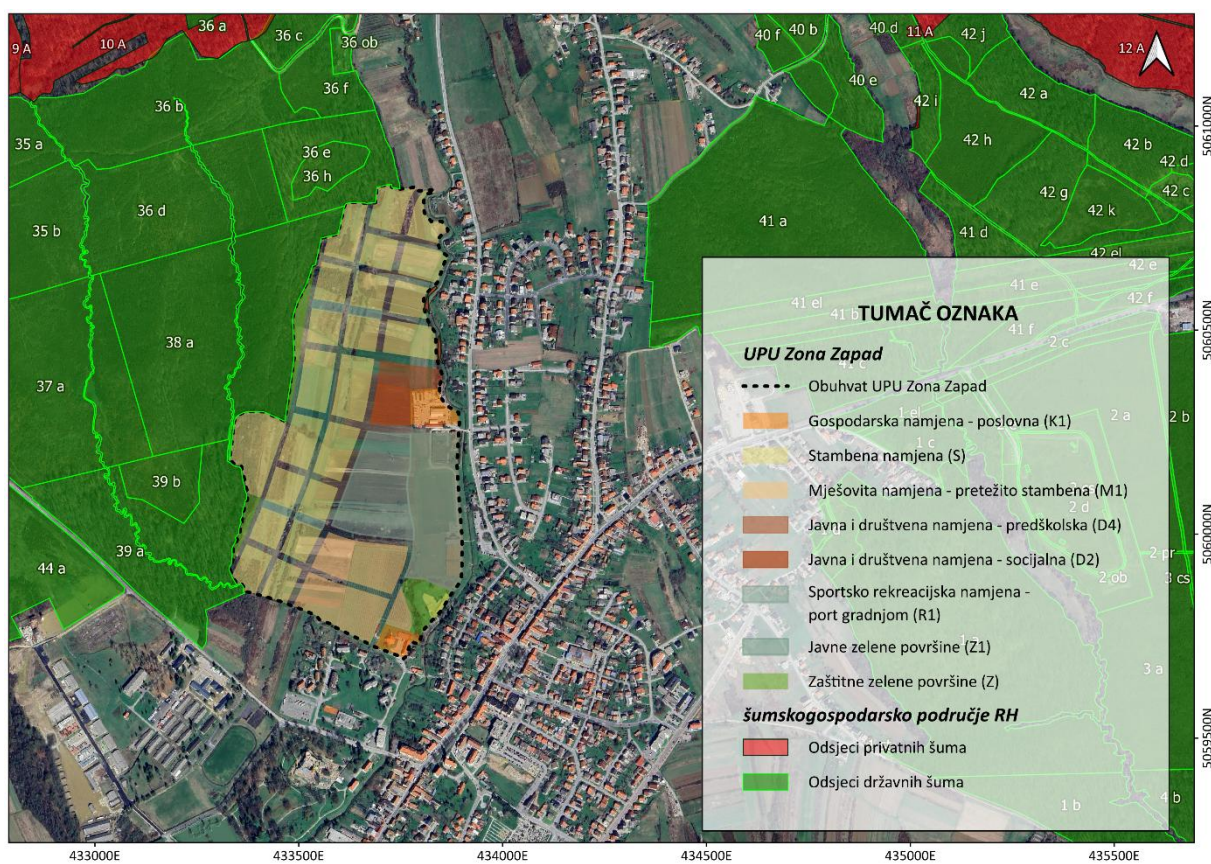 36 a
36 c
36 ob
40 f
40 b
40 d
11 A
42 j
12 A
9 A
10 A
36 f
40 e
42 i
42 a
36 b
35 a
42 h
42 b
42 d
36 e
36 h
42 c
42 g
42 k
36 d
35 b
41 a
41 d
42 el
42 e
41 e
42 f
41 el
41 b
41 f
2 c
41 c
38 a
37 a
1 el
1 c
2 a
2 b
39 b
2 d
39 a
44 a
2 pr
2 ob
3 cs
1 a
3 a
1 b
4 b
TUMAČ OZNAKA
UPU Zona Zapad
Obuhvat UPU Zona Zapad
Gospodarska namjena - poslovna (K1)
Stambena namjena (S)
Mješovita namjena - pretežito stambena (M1)
Javna i društvena namjena - predškolska (D4)
Javna i društvena namjena - socijalna (D2)
Sportsko rekreacijska namjena -
port gradnjom (R1)
Javne zelene površine (Z1)
Zaštitne zelene površine (Z)
šumskogospodarsko područje RH
Odsjeci privatnih šuma
Odsjeci državnih šuma
5061000N
5060500N
5060000N
5059500N
433000E
433500E
434000E
434500E
435000E
435500E